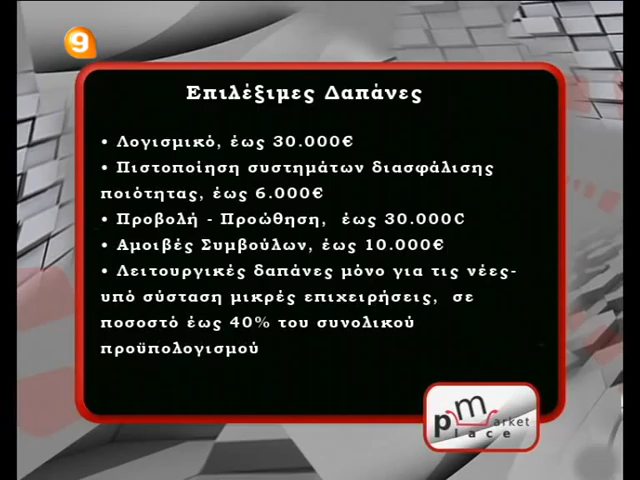 9
Επιλέξιμες Δαπάνες
• Λογισμικό, έως 30.000€
• Πιστοποίηση συστημάτων διασφάλισης
ποιότητας, έως 6.000€
• Προβολή - Προώθηση, έως 30.000C
• Αμοιβές Συμβούλων, έως 10.000€
• Λειτουργικές δαπάνες μόνο για τις νέες-
υπό σύσταση μικρές επιχειρήσεις, σε
ποσοστό έως 40% του συνολικού
προϋπολογισμού
market
place